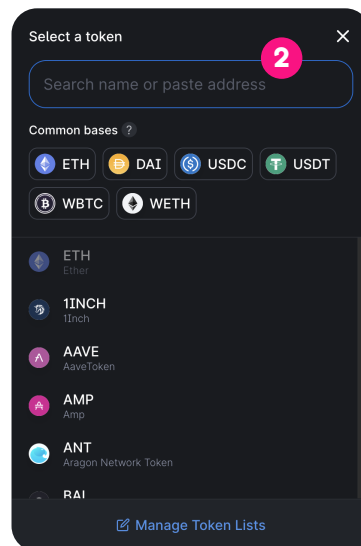 Select a token
2
Search name or paste address
Common bases ?
ETH DAI USDC USDT
WBTC WETH
ETH
Ether
1INCH
1Inch
AAVE
AaveToken
AMP
Amp
ANT
Aragon Network Token
BAL
Manage Token Lists